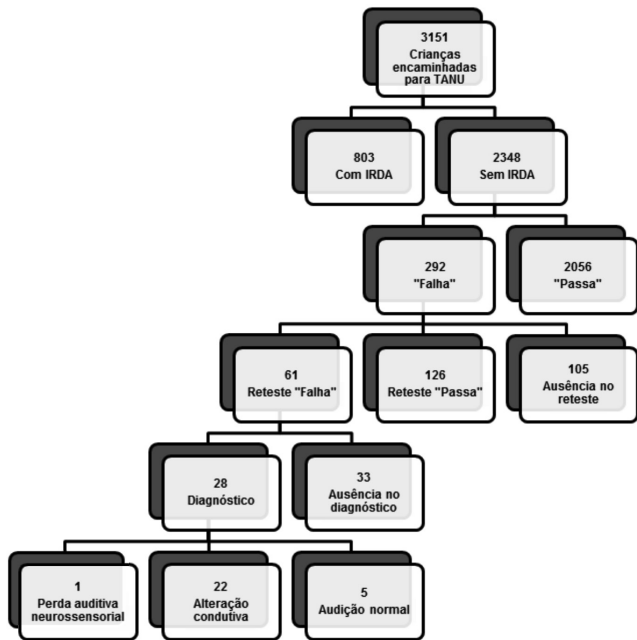 3151
Crianças
encaminhadas
para TANU
803
Com IRDA
2348
Sem IRDA
292
"Falha"
2056
"Passa"
61
Reteste "Falha"
126
Reteste "Passa"
105
Ausência no
reteste
28
Diagnóstico
33
Ausência no
diagnóstico
1
Perda auditiva
neurossensorial
22
Alteração
condutiva
5
Audição normal